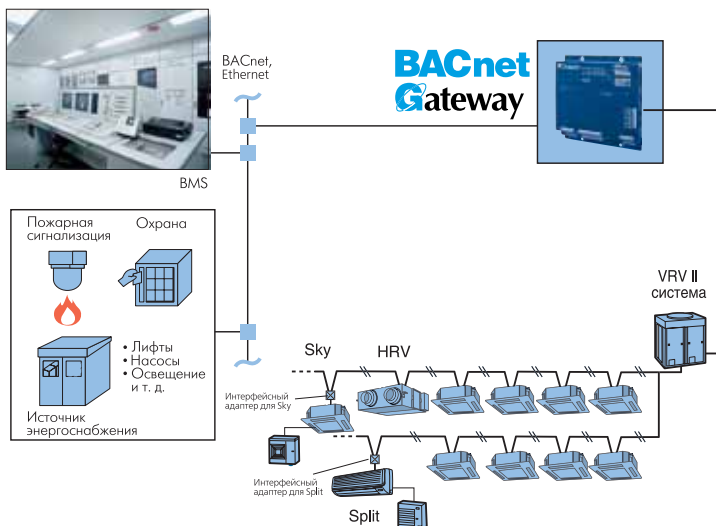 BACnet,
Ethernet
BACnet
Gateway
BMS
Пожарная
сигнализация
Охрана
• Лифты
• Насосы
• Освещение
и т. д.
Источник
энергоснабжения
VRV II
система
Sky
HRV
Интерфейсный
адаптер для Sky
Интерфейсный
адаптер для Split
Split